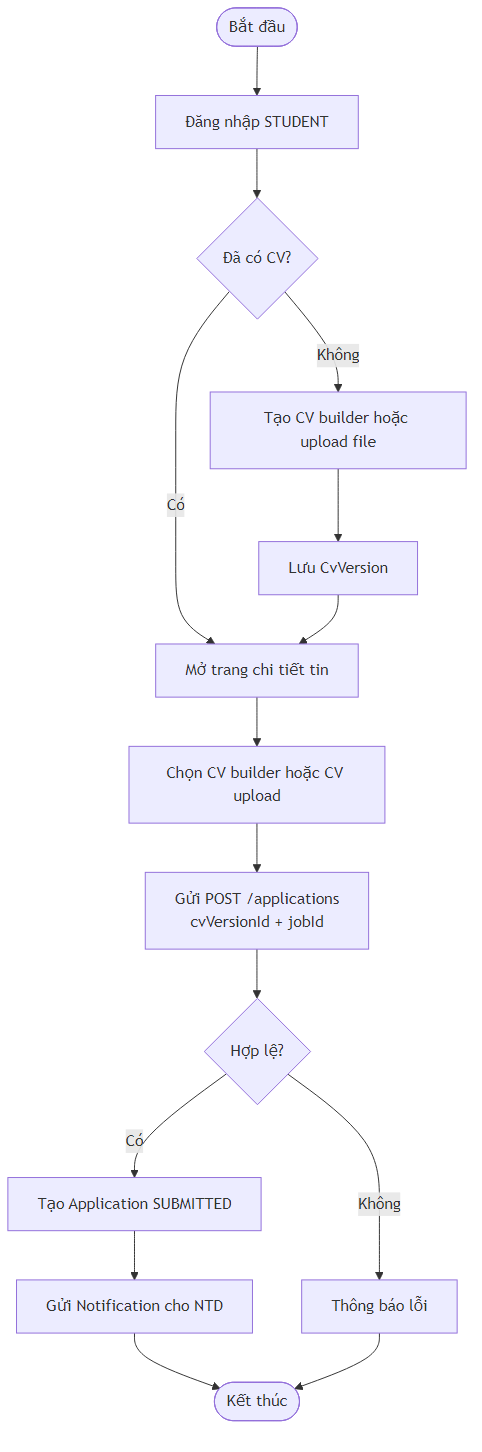 Bắt đầu
Đăng nhập STUDENT
Đã có CV?
Không
Tạo CV builder hoặc
upload file
Có
Lưu CvVersion
Mở trang chi tiết tin
Chọn CV builder hoặc CV
upload
Gửi POST /applications
cvVersionId + jobId
Hợp lệ?
Có
Tạo Application SUBMITTED
Không
Gửi Notification cho NTD
Thông báo lỗi
Kết thúc